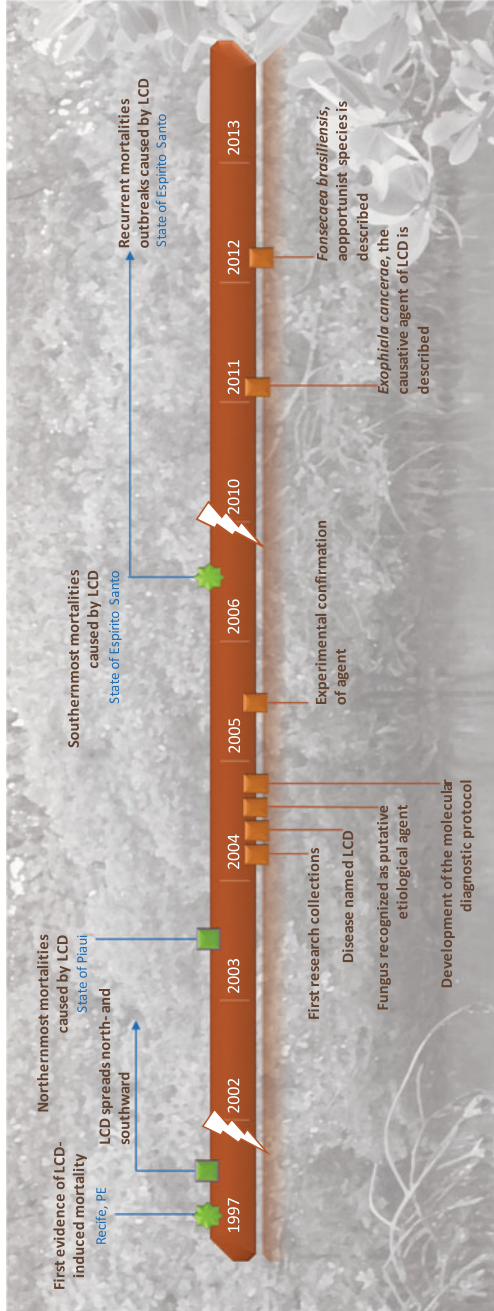 First evidence of LCD-
induced mortality
Recife, PE
LCD spreads north- and
southward
Northernmost mortalities
caused by LCD
State of Piaui
Southernmost mortalities
caused by LCD
State of Espirito Santo
Recurrent mortalities
outbreaks caused by LCD
State of Espirito Santo
1997
2002
2003
2004
2005
2006
2010
2011
2012
2013
First research collections
Disease named LCD
Fungus recognized as putative
etiological agent
Development of the molecular
diagnostic protocol
Experimental confirmation
of agent
Exophiala cancerae, the
causative agent of LCD is
described
Fonsecaea brasiliensis,
aopportunist species is
described